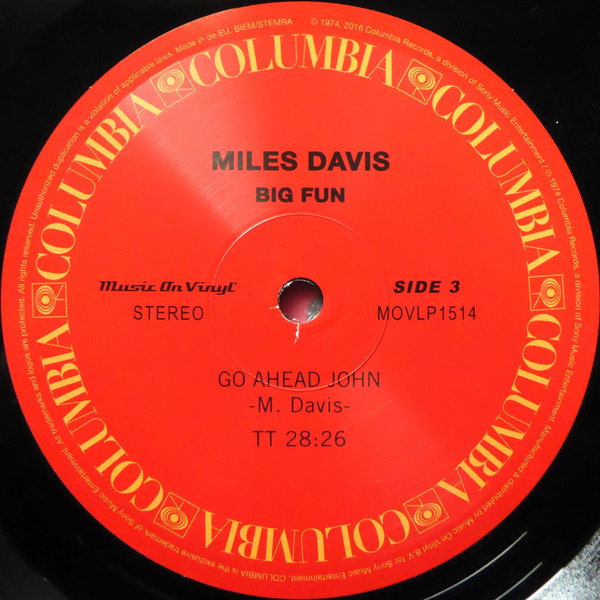 MILES DAVIS
BIG FUN
Music On Vinyl
STEREO
SIDE 3
MOVLP1514
GO AHEAD JOHN
-M. Davis-
TT 28:26
COLUMBIA
COLUMBIA
COLUMBIA
COLUMBIA
COLUMBIA
COLUMBIA
COLUMBIA
℗ 1974, 2016 Columbia Records, a division of Sony Music Entertainment / © 1974 Columbia Records, a division of Sony Music Entertainment. Manufactured & distributed by Music On Vinyl B.V. for Sony Music Entertainment. COLUMBIA is the exclusive trademark of Sony Music Entertainment. All trademarks and logos are protected. All rights reserved. Unauthorized duplication is a violation of applicable laws. Made in de EU. BIEM/STEMRA